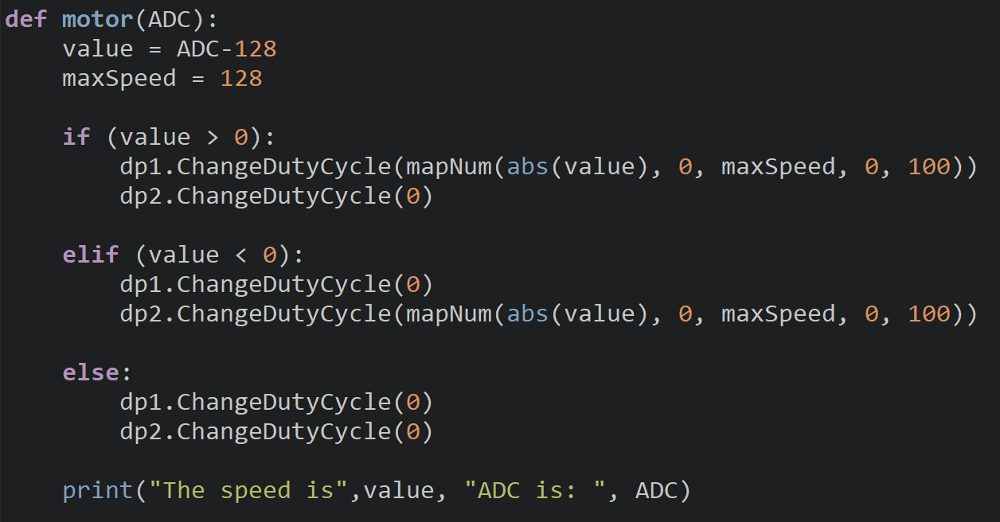 def motor(ADC):
    value = ADC-128
    maxSpeed = 128

    if (value > 0):
        dp1.ChangeDutyCycle(mapNum(abs(value), 0, maxSpeed, 0, 100))
        dp2.ChangeDutyCycle(0)

    elif (value < 0):
        dp1.ChangeDutyCycle(0)
        dp2.ChangeDutyCycle(mapNum(abs(value), 0, maxSpeed, 0, 100))

    else:
        dp1.ChangeDutyCycle(0)
        dp2.ChangeDutyCycle(0)

    print("The speed is",value, "ADC is: ", ADC)